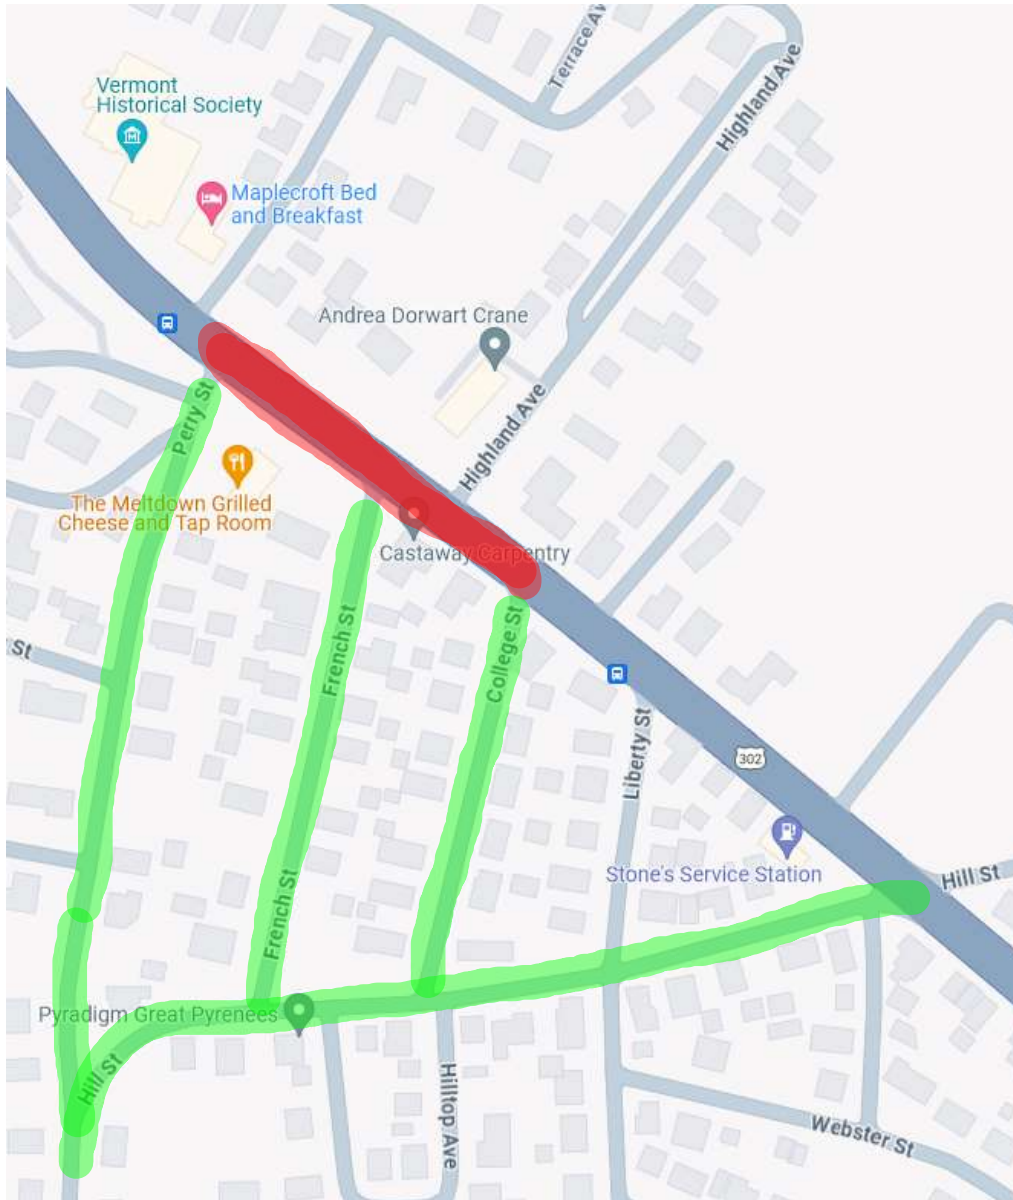 Terrace Av
Highland Ave
Vermont
Historical Society
Maplecroft Bed
and Breakfast
Andrea Dorwart Crane
Highland Ave
Perry St
The Meltdown Grilled
Cheese and Tap Room
Castaway Carpentry
French St
College St
St
Liberty St
302
Stone's Service Station
Hill St
French St
Pyradigm Great Pyrenees
Hill St
Hilltop Ave
Webster St